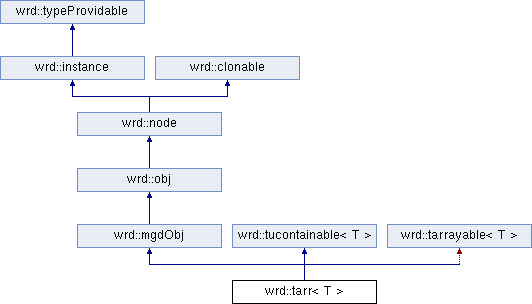 wrd::typeProvidable
wrd::instance
wrd::clonable
wrd::node
wrd::obj
wrd::mgdObj
wrd::tucontainable< T >
wrd::tarrayable< T >
wrd::tarr< T >